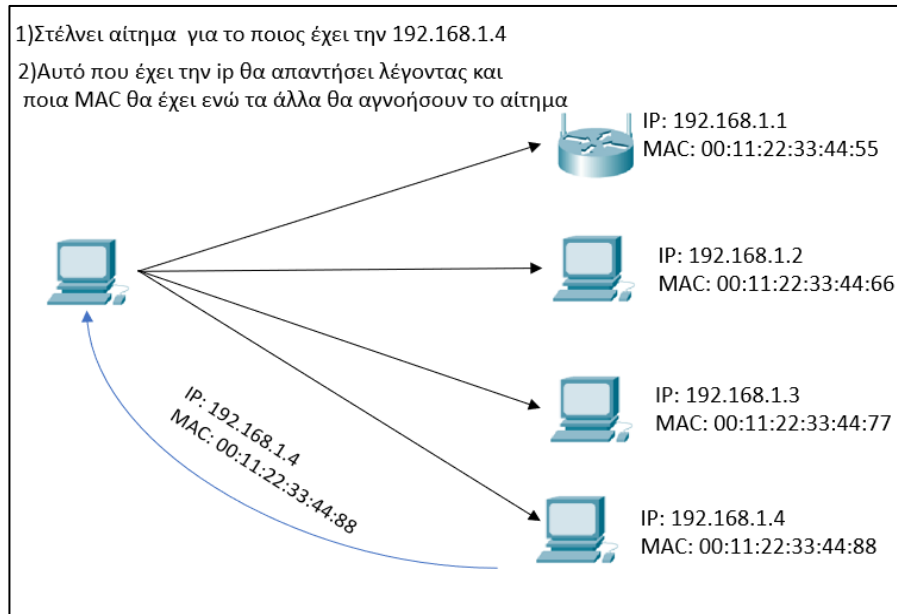 1)Στέλνει αίτημα για το ποιος έχει την 192.168.1.4
2)Αυτό που έχει την ip θα απαντήσει λέγοντας και
ποια MAC θα έχει ενώ τα άλλα θα αγνοήσουν το αίτημα
IP: 192.168.1.1
MAC: 00:11:22:33:44:55
IP: 192.168.1.2
MAC: 00:11:22:33:44:66
IP: 192.168.1.3
MAC: 00:11:22:33:44:77
IP: 192.168.1.4
MAC: 00:11:22:33:44:88
IP: 192.168.1.4
MAC: 00:11:22:33:44:88